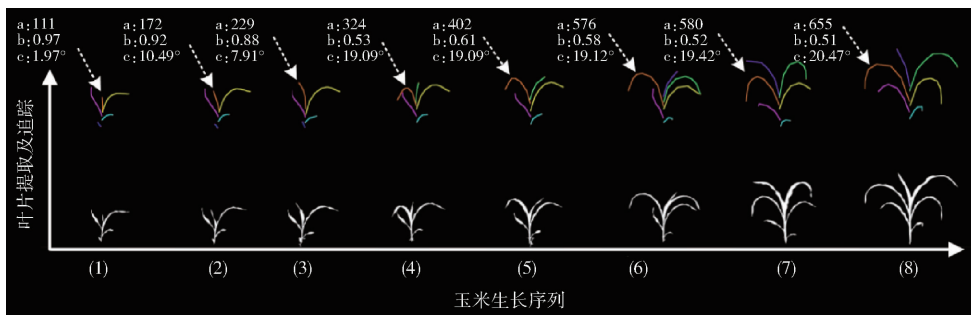 a:111
b:0.97
c:1.97°
a:172
b:0.92
c:10.49°
a:229
b:0.88
c:7.91°
a:324
b:0.53
c:19.09°
a:402
b:0.61
c:19.09°
a:576
b:0.58
c:19.12°
a:580
b:0.52
c:19.42°
a:655
b:0.51
c:20.47°
叶片提取及追踪
(1) (2) (3) (4) (5) (6) (7) (8)
玉米生长序列